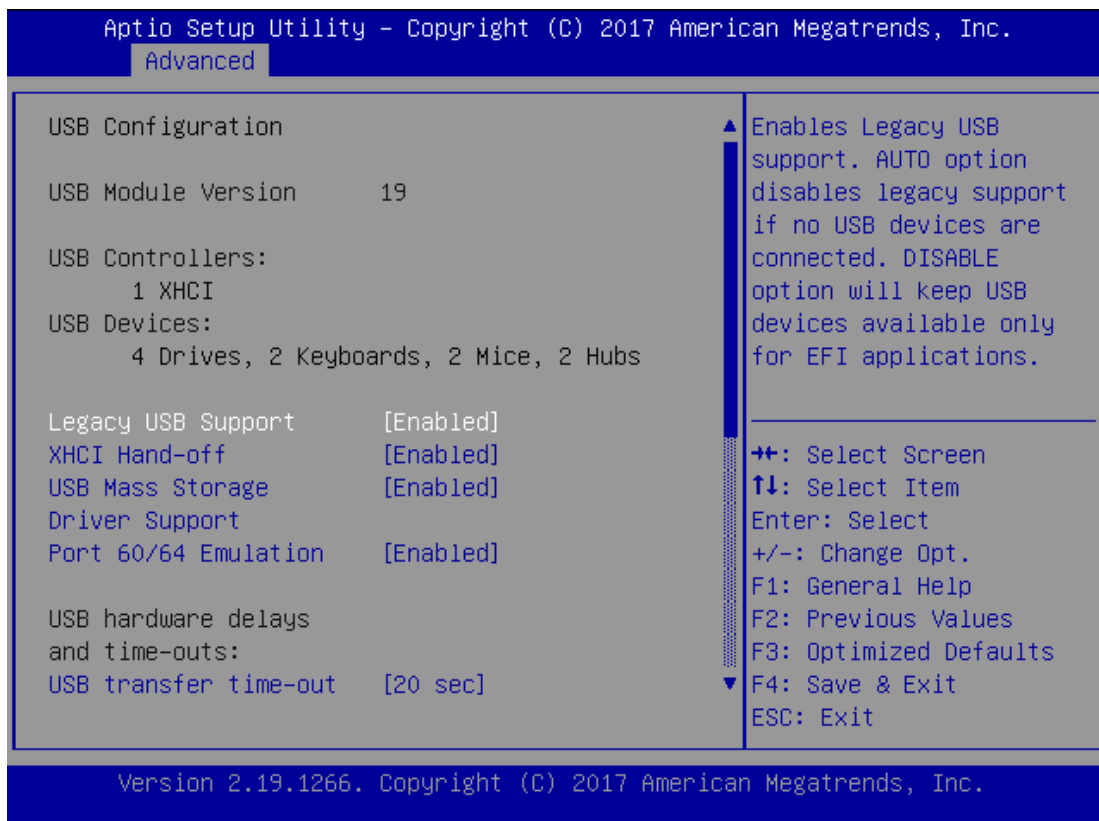 Aptio Setup Utility – Copyright (C) 2017 American Megatrends, Inc.
Advanced
USB Configuration
USB Module Version 19
USB Controllers:
1 XHCI
USB Devices:
4 Drives, 2 Keyboards, 2 Mice, 2 Hubs
Legacy USB Support [Enabled]
XHCI Hand-off [Enabled]
USB Mass Storage [Enabled]
Driver Support
Port 60/64 Emulation [Enabled]
USB hardware delays
and time-outs:
USB transfer time-out [20 sec]
Enables Legacy USB
support. AUTO option
disables legacy support
if no USB devices are
connected. DISABLE
option will keep USB
devices available only
for EFI applications.
→←: Select Screen
↑↓: Select Item
Enter: Select
+/-: Change Opt.
F1: General Help
F2: Previous Values
F3: Optimized Defaults
F4: Save & Exit
ESC: Exit
Version 2.19.1266. Copyright (C) 2017 American Megatrends, Inc.